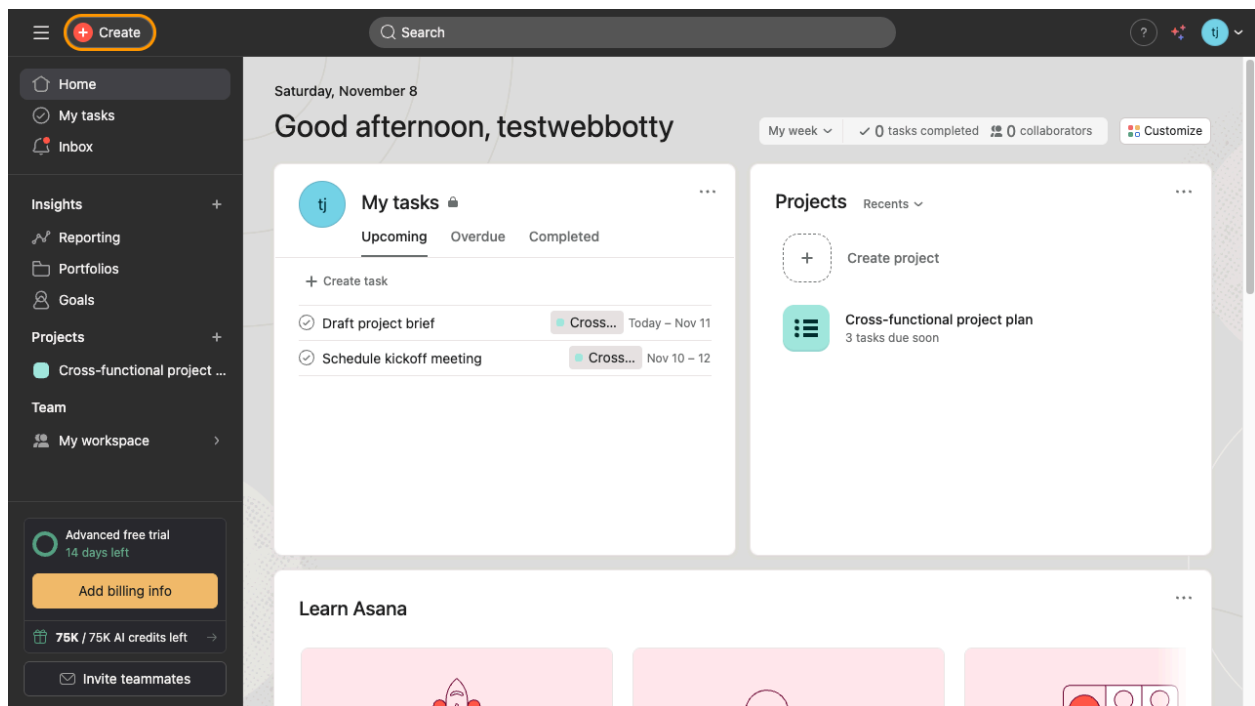 Create
Search
?
tj
Home
My tasks
Inbox
Insights
Reporting
Portfolios
Goals
Projects
Cross-functional project ...
Team
My workspace
Advanced free trial
14 days left
Add billing info
75K / 75K AI credits left
Invite teammates
Saturday, November 8
Good afternoon, testwebbotty
My week
0 tasks completed
0 collaborators
Customize
tj
My tasks
Upcoming Overdue Completed
Create task
Draft project brief Cross... Today – Nov 11
Schedule kickoff meeting Cross... Nov 10 – 12
Projects Recents
Create project
Cross-functional project plan
3 tasks due soon
Learn Asana